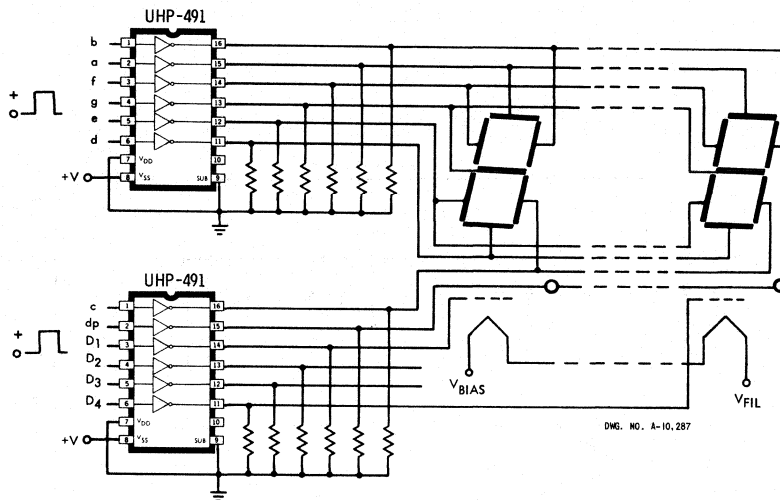 UHP-491
b 1 16
a 2 15
f 3 14
g 4 13
e 5 12
d 6 11
7 VDD 10
+V 8 VSS SUB 9
+
UHP-491
c 1 16
dp 2 15
D1 3 14
D2 4 13
D3 5 12
D4 6 11
7 VDD 10
+V 8 VSS SUB 9
+
VBIAS
VFIL
DWG. NO. A-10,287